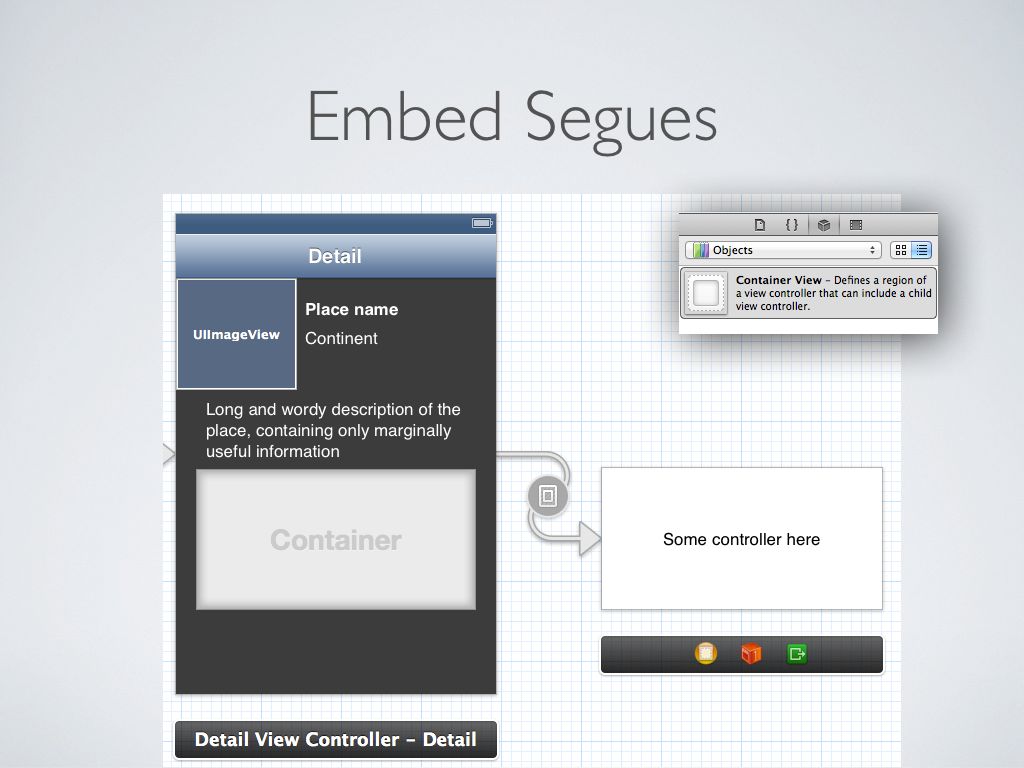 Embed Segues
Detail
UIImageView
Place name
Continent
Long and wordy description of the
place, containing only marginally
useful information
Container
Detail View Controller – Detail
{ }
Objects
Container View – Defines a region of
a view controller that can include a child
view controller.
Some controller here